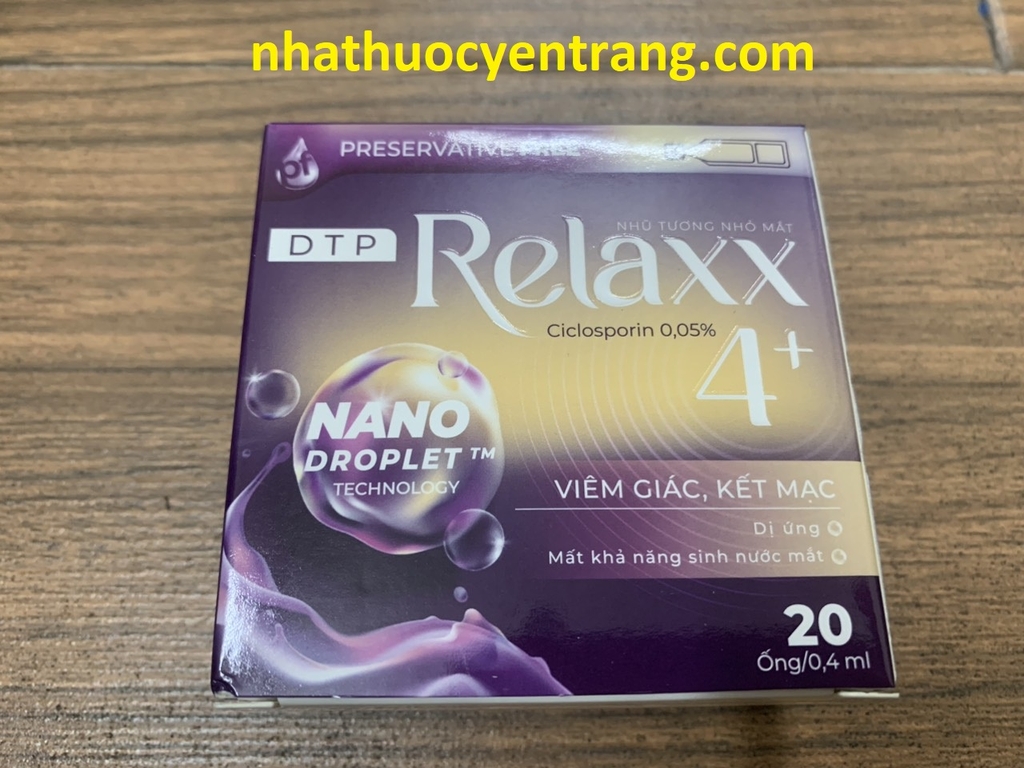 nhathuocyentrang.com
pf
PRESERVATIVE FREE
DTP
NHŨ TƯƠNG NHỎ MẮT
Relaxx
Ciclosporin 0,05%
4+
NANO
DROPLET™
TECHNOLOGY
VIÊM GIÁC, KẾT MẠC
Dị ứng
Mất khả năng sinh nước mắt
20
Ống/0,4 ml